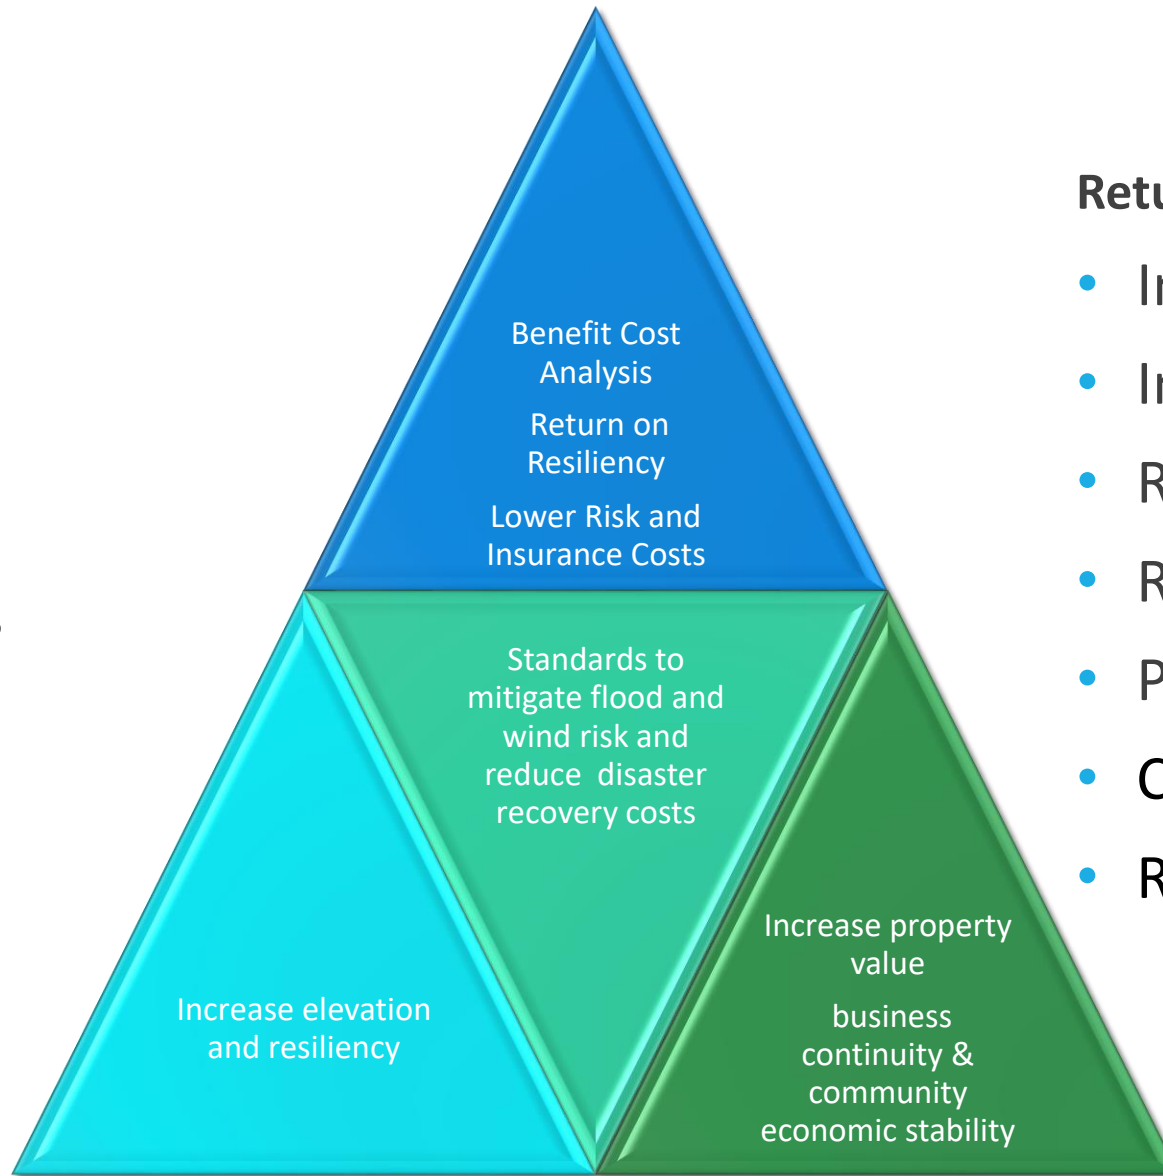 Benefit Cost
Analysis
Return on
Resiliency
Lower Risk and
Insurance Costs
Standards to
mitigate flood and
wind risk and
reduce  disaster
recovery costs
Increase elevation
and resiliency
Increase property
value
business
continuity &
community
economic stability